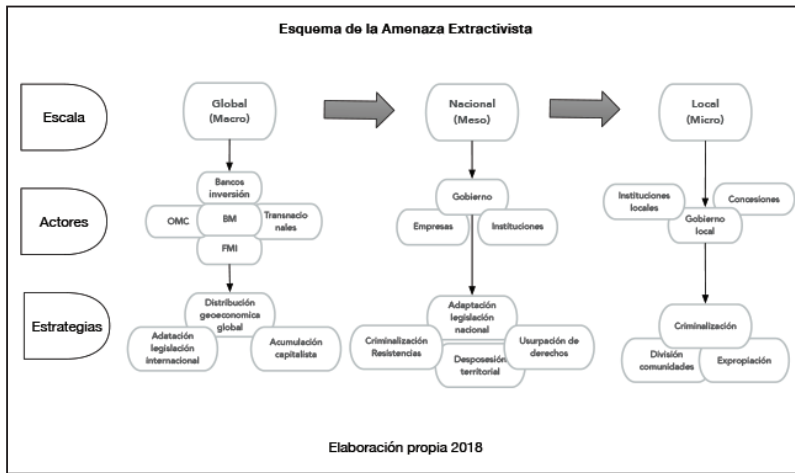 Esquema de la Amenaza Extractivista
Escala
Global
(Macro)
Nacional
(Meso)
Local
(Micro)
Actores
Bancos
inversión
OMC
BM
Transnacio
nales
FMI
Gobierno
Empresas
Instituciones
Instituciones
locales
Concesiones
Gobierno
local
Estrategias
Distribución
geoeconomica
global
Adatación
legislación
internacional
Acumulación
capitalista
Adaptación
legislación
nacional
Criminalización
Resistencias
Usurpación de
derechos
Desposesión
territorial
Criminalización
División
comunidades
Expropiación
Elaboración propia 2018